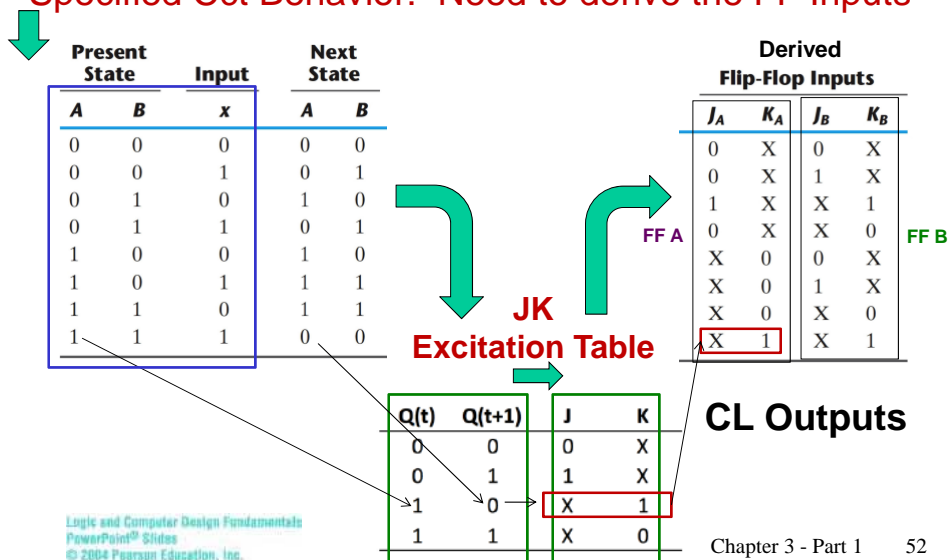 Specified Cct Behavior: Need to derive the FF Inputs
Present State Input Next State
A B x A B
0 0 0 0 0
0 0 1 0 1
0 1 0 1 0
0 1 1 0 1
1 0 0 1 0
1 0 1 1 1
1 1 0 1 1
1 1 1 0 0
Derived
Flip-Flop Inputs
J_A K_A J_B K_B
0 X 0 X
0 X 1 X
1 X X 1
0 X X 0
X 0 0 X
X 0 1 X
X 0 X 0
X 1 X 1
FF A
FF B
JK
Excitation Table
Q(t) Q(t+1) J K
0 0 0 X
0 1 1 X
1 0 X 1
1 1 X 0
CL Outputs
Logic and Computer Design Fundamentals
PowerPoint® Slides
© 2004 Pearson Education, Inc.
Chapter 3 - Part 1 52